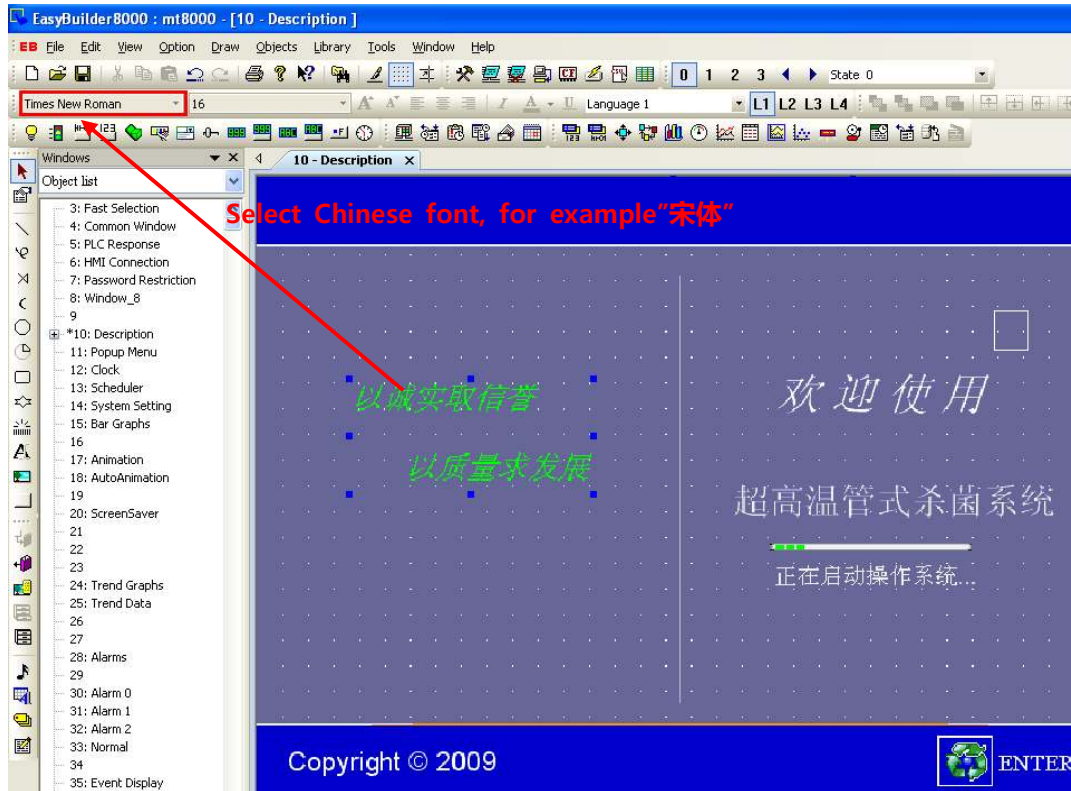 EasyBuilder8000 : mt8000 - [10 - Description ]
EB File Edit View Option Draw Objects Library Tools Window Help
0 1 2 3 State 0
Times New Roman 16 Language 1 L1 L2 L3 L4
Windows
10 - Description
Object list
3: Fast Selection
Select Chinese font, for example"宋体"
4: Common Window
5: PLC Response
6: HMI Connection
7: Password Restriction
8: Window_8
9
*10: Description
11: Popup Menu
12: Clock
13: Scheduler
14: System Setting
15: Bar Graphs
16
17: Animation
18: AutoAnimation
19
20: ScreenSaver
21
22
23
24: Trend Graphs
25: Trend Data
26
27
28: Alarms
29
30: Alarm 0
31: Alarm 1
32: Alarm 2
33: Normal
34
35: Event Display
以诚实取信誉
以质量求发展
欢迎使用
超高温管式杀菌系统
正在启动操作系统...
Copyright © 2009
ENTER